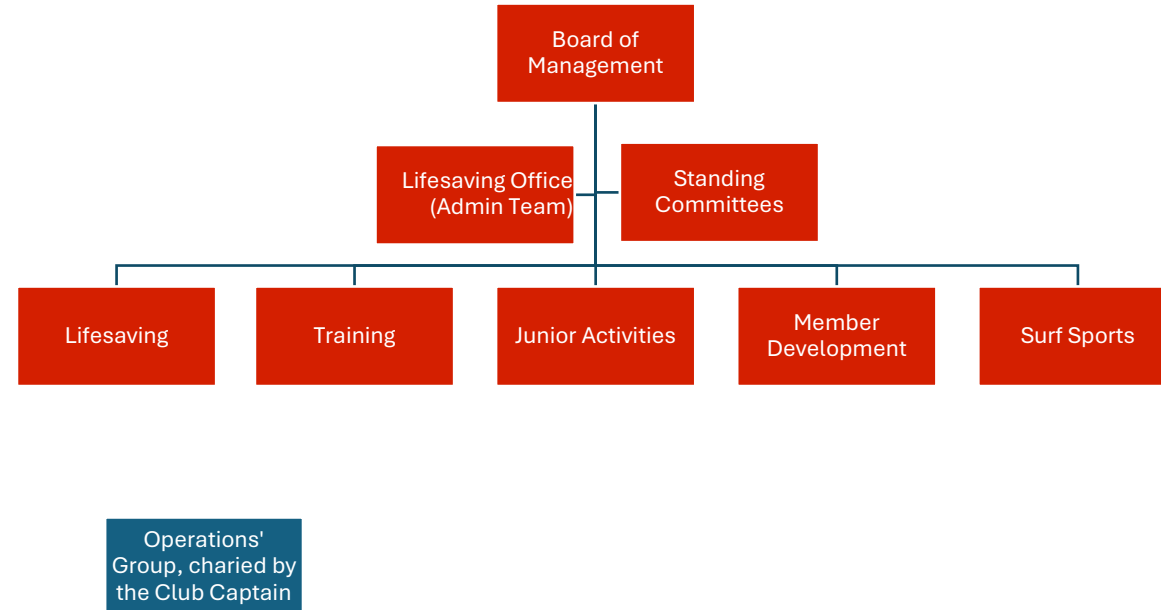 Board of
Management
Lifesaving Office
(Admin Team)
Standing
Committees
Lifesaving
Training
Junior Activities
Member
Development
Surf Sports
Operations'
Group, charied by
the Club Captain